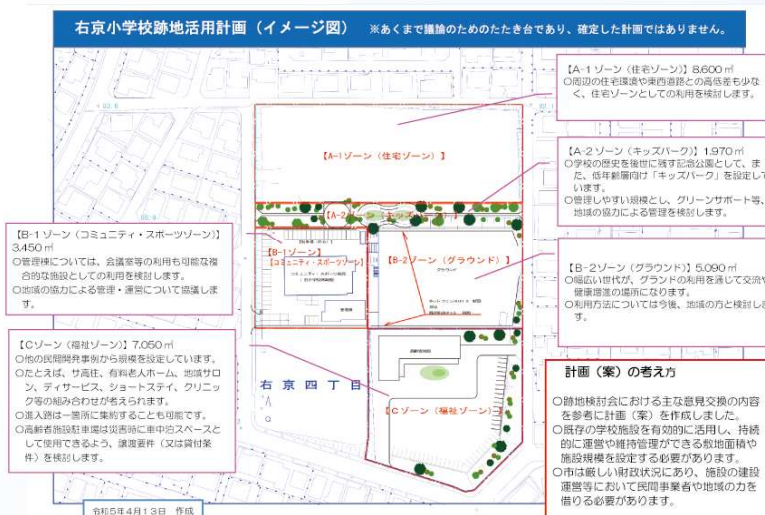 右京小学校跡地活用計画(イメージ図)
※あくまで議論のためのたたき台であり、確定した計画ではありません。
【A-1 ゾーン(住宅ゾーン)】8.600 ㎡
○周辺の住宅環境や東西道路との高低差も少な
く、住宅ゾーンとしての利用を検討します。
【A-1ゾーン(住宅ゾーン)】
【A-2 ゾーン(キッズパーク)】1.970 ㎡
○学校の歴史を後世に残す記念公園として、ま
た、低年齢層向け「キッズパーク」を設定して
います。
○管理しやすい規模とし、グリーンサポート等、
地域の協力による管理を検討します。
【A-2ゾーン(キッズパーク)】
【B-1 ゾーン(コミュニティ・スポーツゾーン)】
3.450 ㎡
○管理棟については、会議室等の利用も可能な複
合的な施設としての利用を検討します。
○地域の協力による管理・運営について協議しま
す。
【B-1ゾーン】
【コミュニティ・スポーツゾーン】
【B-2ゾーン(グラウンド)】
グラウンド
【B-2ゾーン(グラウンド)】5.090 ㎡
○幅広い世代が、グランドの利用を通じて交流や
健康増進の場所になります。
○利用方法については今後、地域の方と検討しま
す。
【Cゾーン(福祉ゾーン)】7.050 ㎡
○他の民間開発事例から規模を設定しています。
○たとえば、サ高住、有料老人ホーム、地域サロ
ン、ディサービス、ショートステイ、クリニッ
ク等の組み合わせが考えられます。
○進入路は一箇所に集約することも可能です。
○高齢者施設駐車場は災害時に車中泊スペースと
して使用できるよう、譲渡要件(又は貸付条
件)を検討します。
右京四丁目
【Cゾーン(福祉ゾーン)】
計画(案)の考え方
○跡地検討会における主な意見交換の内容
を参考に計画(案)を作成しました。
○既存の学校施設を有効的に活用し、持続
的に運営や維持管理ができる敷地面積や
施設規模を設定する必要があります。
○市は厳しい財政状況にあり、施設の建設
運営等において民間事業者や地域の力を
借りる必要があります。
令和5年4月13日 作成